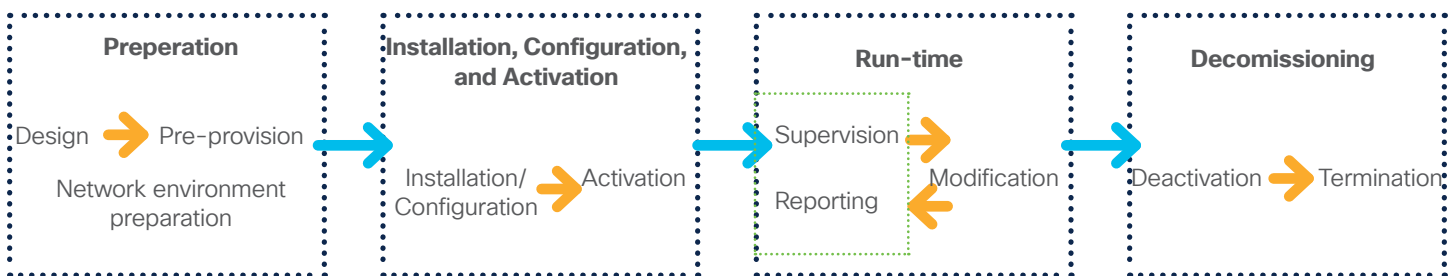 Preperation
Design
Pre-provision
Network environment
preparation
Installation, Configuration,
and Activation
Installation/
Configuration
Activation
Run-time
Supervision
Reporting
Modification
Decomissioning
Deactivation
Termination